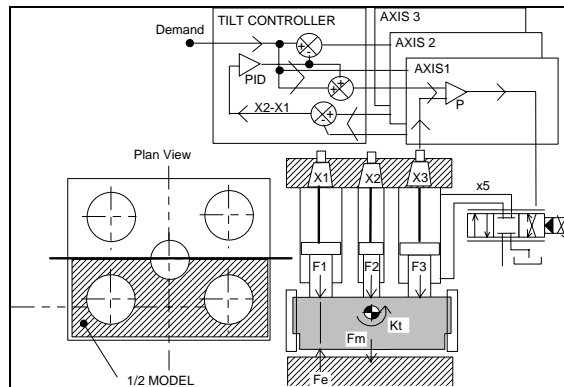 TILT CONTROLLER
AXIS 3
Demand
AXIS 2
AXIS1
PID
P
X2-X1
Plan View
X1 X2 X3
x5
F1 F2 F3
Kt
Fm
1/2 MODEL
Fe